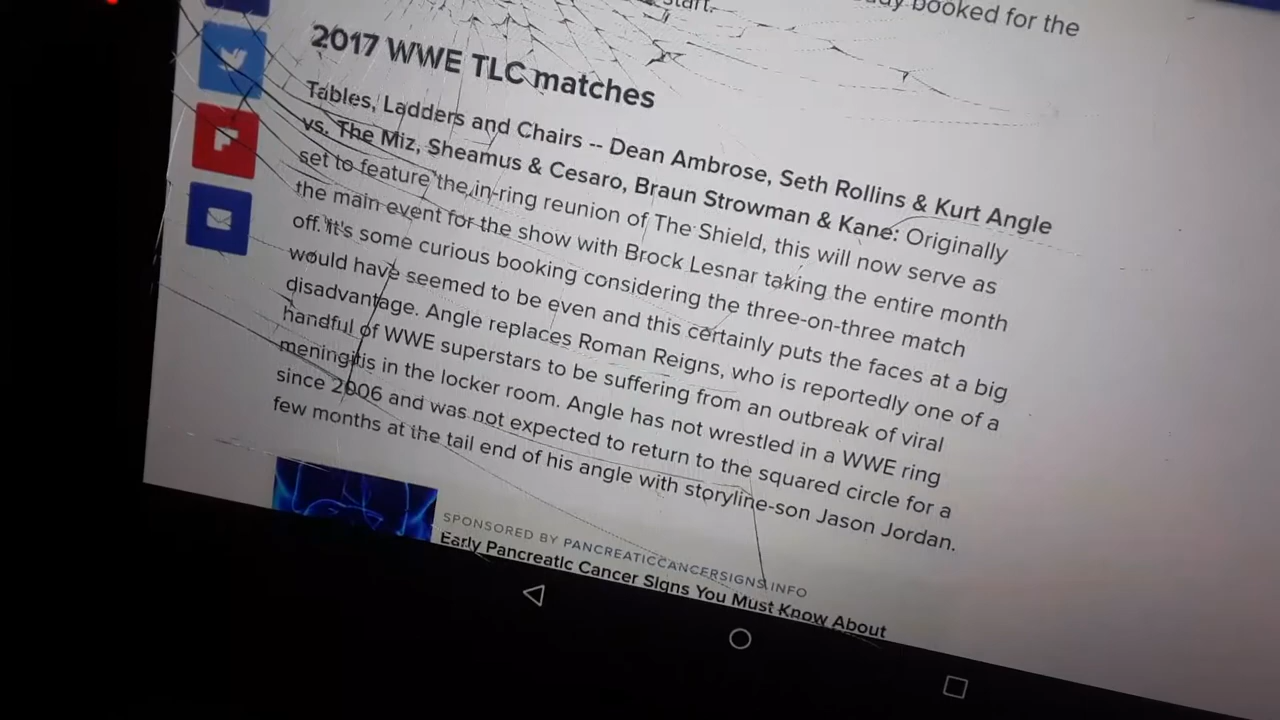 start.
booked for the
2017 WWE TLC matches
Tables, Ladders and Chairs -- Dean Ambrose, Seth Rollins & Kurt Angle
vs. The Miz, Sheamus & Cesaro, Braun Strowman & Kane: Originally
set to feature the in-ring reunion of The Shield, this will now serve as
the main event for the show with Brock Lesnar taking the entire month
off. It's some curious booking considering the three-on-three match
would have seemed to be even and this certainly puts the faces at a big
disadvantage. Angle replaces Roman Reigns, who is reportedly one of a
handful of WWE superstars to be suffering from an outbreak of viral
meningitis in the locker room. Angle has not wrestled in a WWE ring
since 2006 and was not expected to return to the squared circle for a
few months at the tail end of his angle with storyline-son Jason Jordan.
SPONSORED BY PANCREATICCANCERSIGNS.INFO
Early Pancreatic Cancer Signs You Must Know About